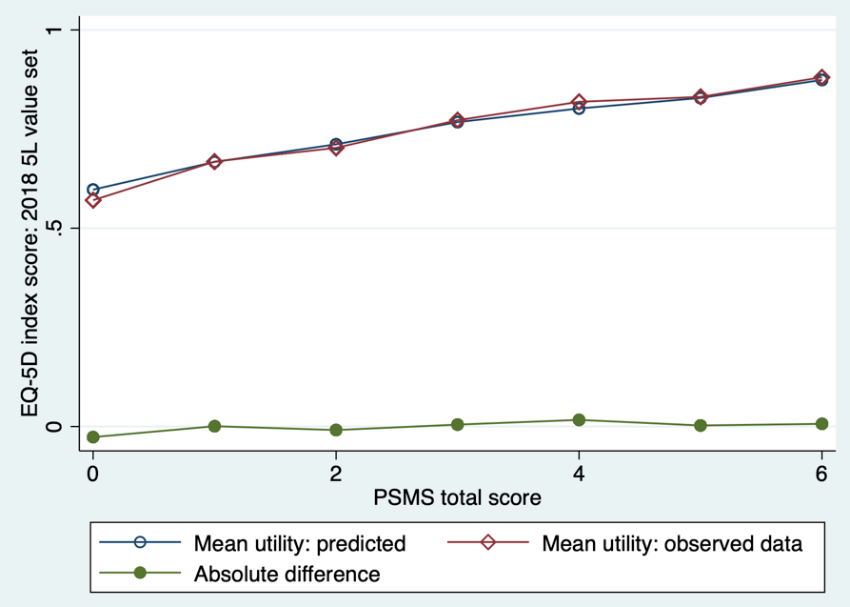 1
.5
0
EQ-5D index score: 2018 5L value set
0 2 4 6
PSMS total score
Mean utility: predicted
Mean utility: observed data
Absolute difference